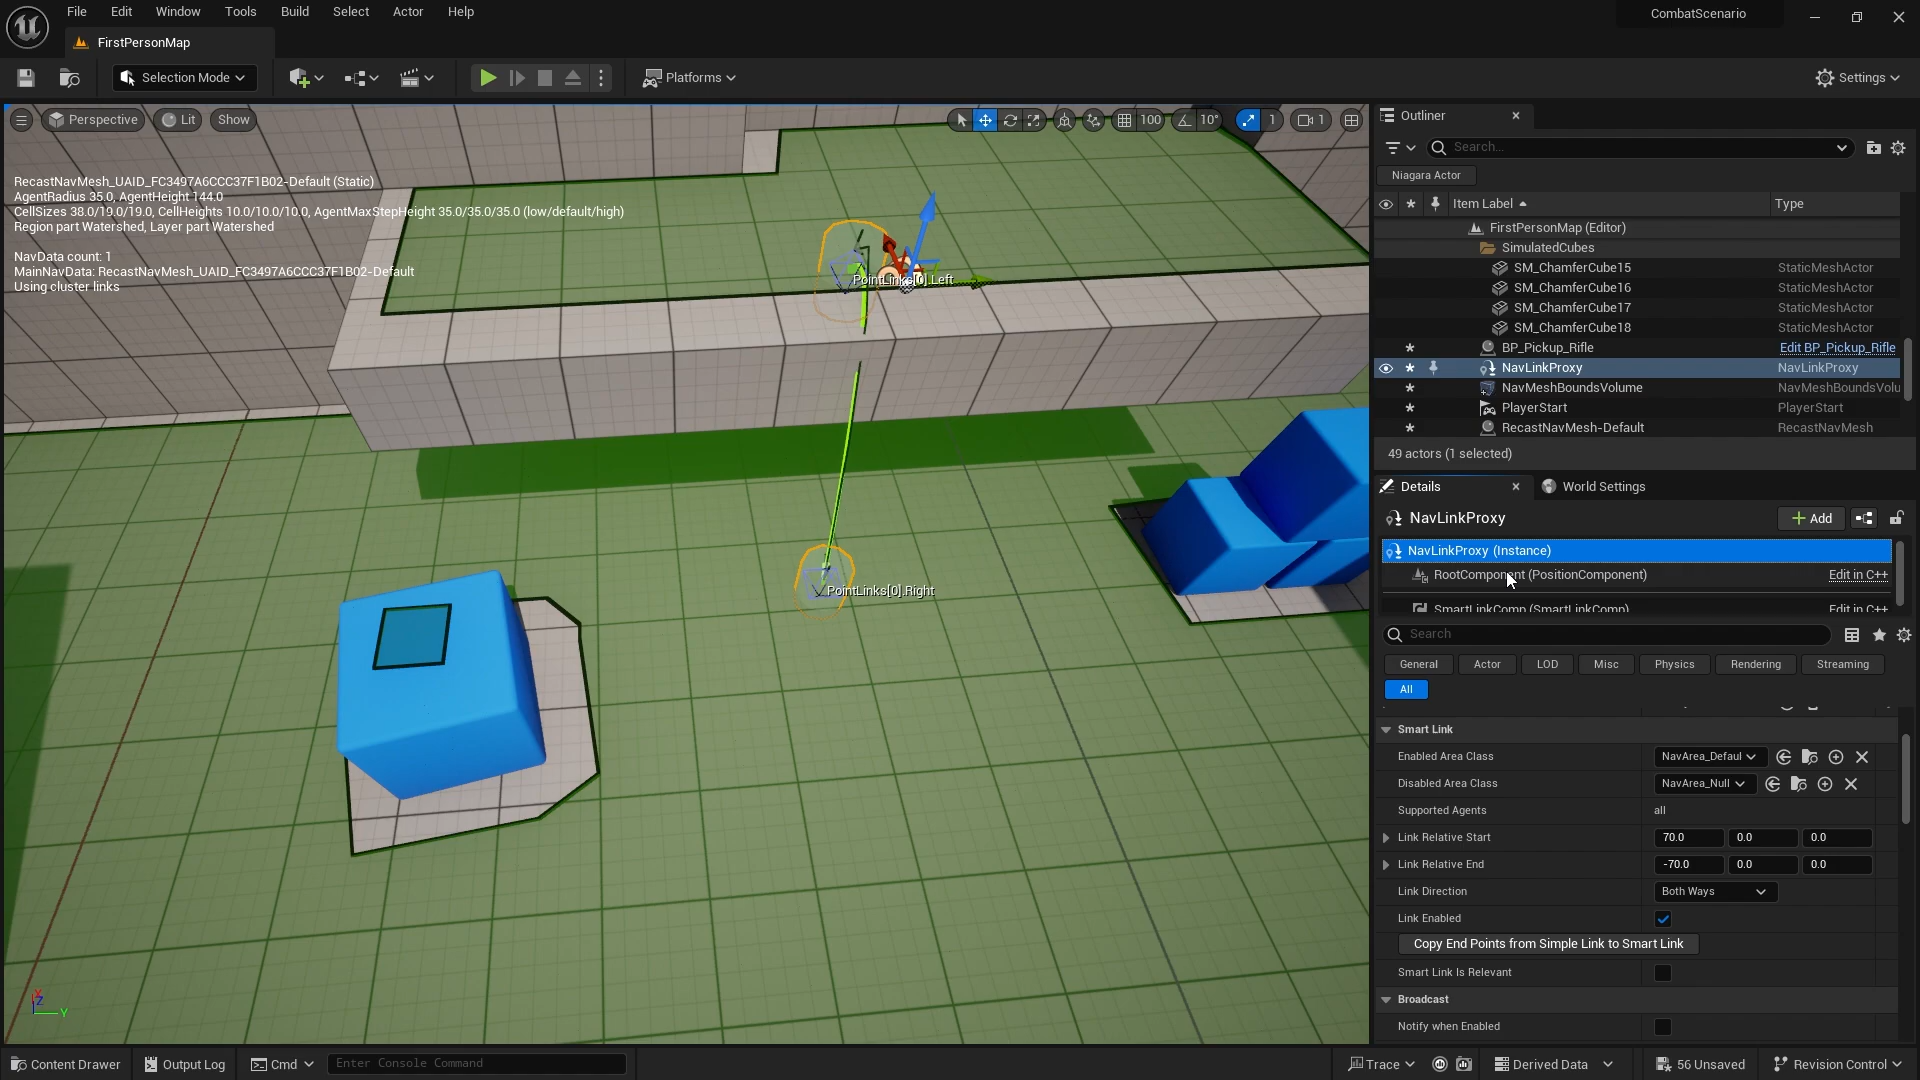 File Edit Window Tools Build Select Actor Help
CombatScenario
FirstPersonMap
Selection Mode
Platforms
Settings
Perspective
Lit
Show
100
10°
1
1
RecastNavMesh_UAID_FC3497A6CCC37F1B02-Default (Static)
AgentRadius 35.0, AgentHeight 144.0
CellSizes 38.0/19.0/19.0, CellHeights 10.0/10.0/10.0, AgentMaxStepHeight 35.0/35.0/35.0 (low/default/high)
Region part Watershed, Layer part Watershed
NavData count: 1
MainNavData: RecastNavMesh_UAID_FC3497A6CCC37F1B02-Default
Using cluster links
PointLinks[0].Left
PointLinks[0].Right
X
Z
Y
Outliner
Search...
Niagara Actor
Item Label
Type
FirstPersonMap (Editor)
SimulatedCubes
SM_ChamferCube15 StaticMeshActor
SM_ChamferCube16 StaticMeshActor
SM_ChamferCube17 StaticMeshActor
SM_ChamferCube18 StaticMeshActor
BP_Pickup_Rifle Edit BP_Pickup_Rifle
NavLinkProxy NavLinkProxy
NavMeshBoundsVolume NavMeshBoundsVolu
PlayerStart PlayerStart
RecastNavMesh-Default RecastNavMesh
49 actors (1 selected)
Details
World Settings
NavLinkProxy
Add
NavLinkProxy (Instance)
RootComponent (PositionComponent) Edit in C++
SmartLinkComp (SmartLinkComp) Edit in C++
Search
General Actor LOD Misc Physics Rendering Streaming
All
Smart Link
Enabled Area Class NavArea_Defaul
Disabled Area Class NavArea_Null
Supported Agents all
Link Relative Start 70.0 0.0 0.0
Link Relative End -70.0 0.0 0.0
Link Direction Both Ways
Link Enabled
Copy End Points from Simple Link to Smart Link
Smart Link Is Relevant
Broadcast
Notify when Enabled
Content Drawer
Output Log
Cmd
Enter Console Command
Trace
Derived Data
56 Unsaved
Revision Control